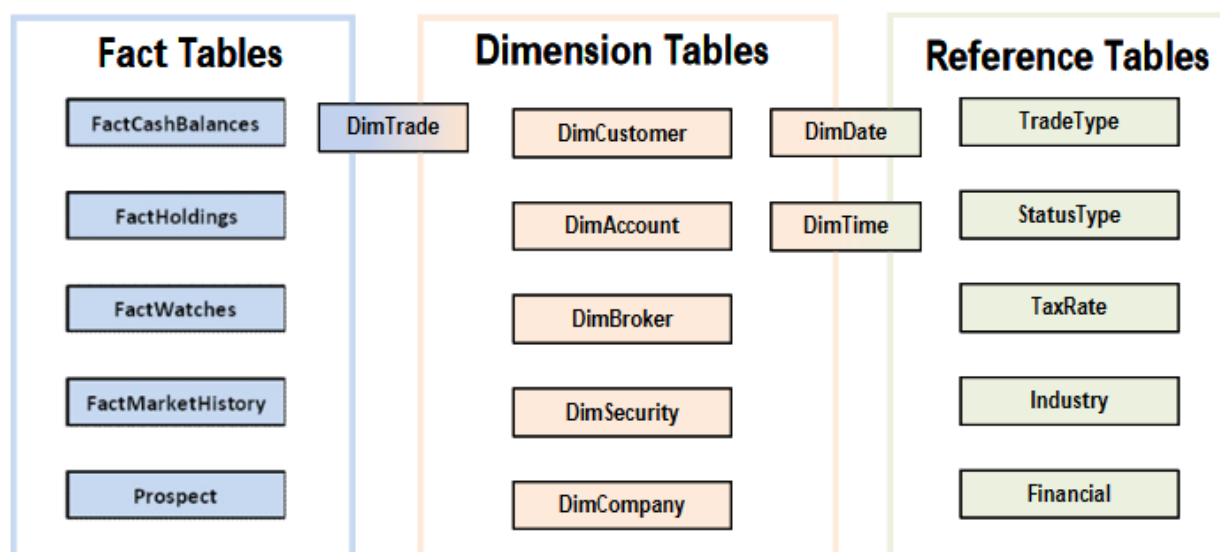 Fact Tables
Dimension Tables
Reference Tables
FactCashBalances
DimTrade
DimCustomer
DimDate
TradeType
FactHoldings
DimAccount
DimTime
StatusType
FactWatches
DimBroker
TaxRate
FactMarketHistory
DimSecurity
Industry
Prospect
DimCompany
Financial